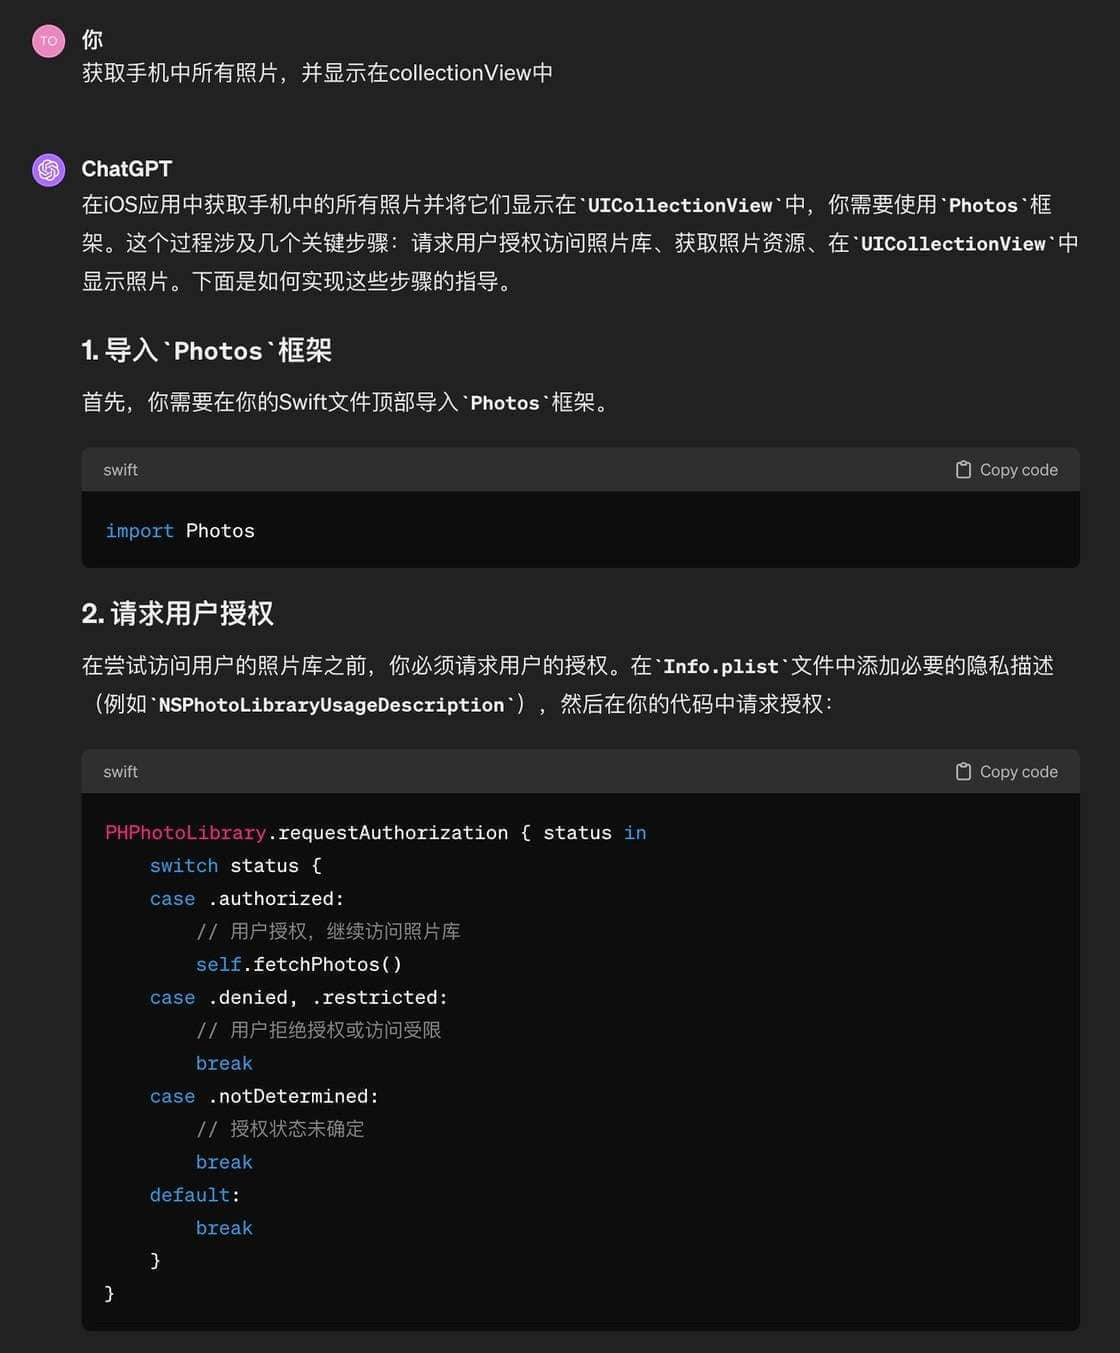 TO
你
获取手机中所有照片，并显示在collectionView中
ChatGPT
在iOS应用中获取手机中的所有照片并将它们显示在`UICollectionView`中，你需要使用`Photos`框
架。这个过程涉及几个关键步骤：请求用户授权访问照片库、获取照片资源、在`UICollectionView`中
显示照片。下面是如何实现这些步骤的指导。
1. 导入`Photos`框架
首先，你需要在你的Swift文件顶部导入`Photos`框架。
swift
Copy code
import Photos
2. 请求用户授权
在尝试访问用户的照片库之前，你必须请求用户的授权。在`Info.plist`文件中添加必要的隐私描述
（例如`NSPhotoLibraryUsageDescription`），然后在你的代码中请求授权：
swift
Copy code
PHPhotoLibrary.requestAuthorization { status in
    switch status {
    case .authorized:
        // 用户授权，继续访问照片库
        self.fetchPhotos()
    case .denied, .restricted:
        // 用户拒绝授权或访问受限
        break
    case .notDetermined:
        // 授权状态未确定
        break
    default:
        break
    }
}